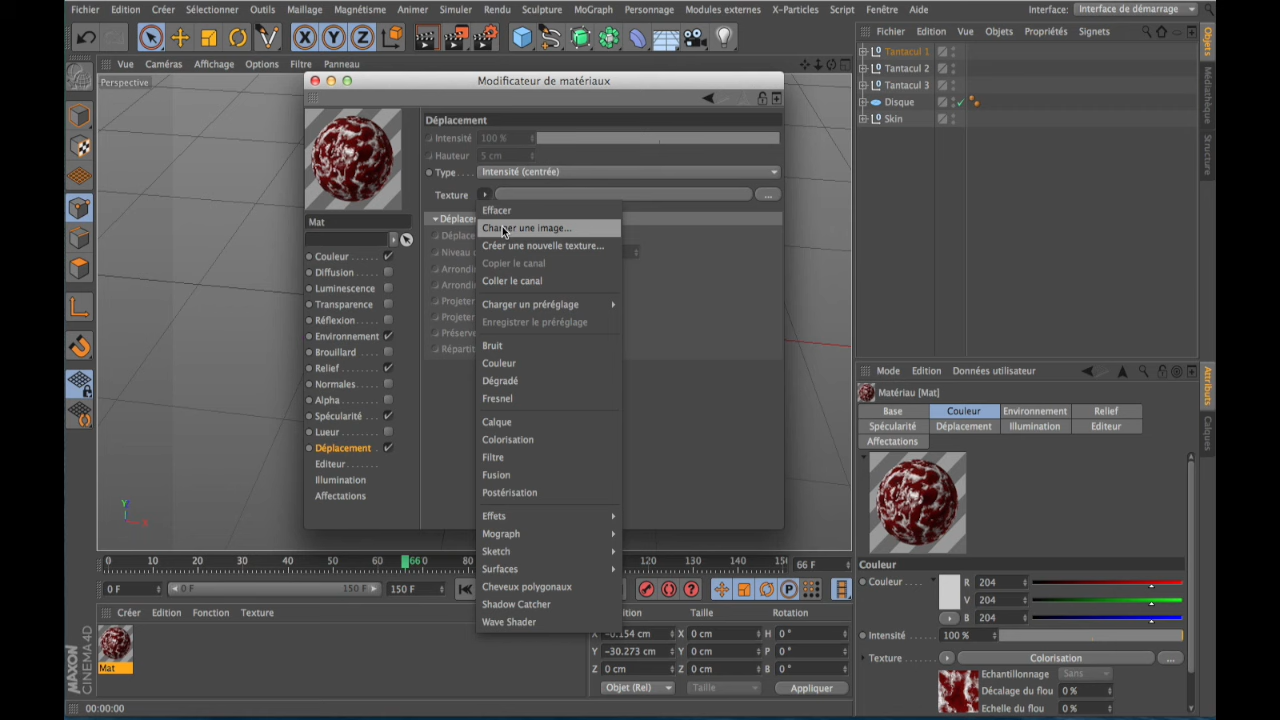 Fichier Edition Créer Sélectionner Outils Maillage Magnétisme Animer Simuler Rendu Sculpture MoGraph Personnage Modules externes X-Particles Script Fenêtre Aide Interface: Interface de démarrage
Fichier Edition Vue Objets Propriétés Signets
Vue Caméras Affichage Options Filtre Panneau
Perspective
Modificateur de matériaux
Tantacul 1
Tantacul 2
Tantacul 3
Disque
Skin
Objets
Médiathèque
Structure
Déplacement
Intensité 100 %
Hauteur 5 cm
Type Intensité (centrée)
Texture ...
Effacer
Charger une image...
Créer une nouvelle texture...
Copier le canal
Coller le canal
Charger un préréglage
Enregistrer le préréglage
Bruit
Couleur
Dégradé
Fresnel
Calque
Colorisation
Filtre
Fusion
Postérisation
Effets
Mograph
Sketch
Surfaces
Cheveux polygonaux
Shadow Catcher
Wave Shader
Mat
Couleur
Diffusion
Luminescence
Transparence
Réflexion
Environnement
Brouillard
Relief
Normales
Alpha
Spécularité
Lueur
Déplacement
Editeur
Illumination
Affectations
Y
X
0 10 20 30 40 50 66 0 120 130 140 66 F
0 F 0 F 150 F 150 F
Créer Edition Fonction Texture
Mat
MAXON
CINEMA 4D
Taille Rotation
X -0.154 cm X 0 cm H 0 °
Y -30.273 cm Y 0 cm P 0 °
Z 0 cm Z 0 cm B 0 °
Objet (Rel) Taille Appliquer
00:00:00
Mode Edition Données utilisateur
Attributs
Calques
Matériau [Mat]
Base Couleur Environnement Relief
Spécularité Déplacement Illumination Editeur
Affectations
Couleur
Couleur R 204
V 204
B 204
Intensité 100 %
Texture Colorisation ...
Echantillonnage Sans
Décalage du flou 0 %
Echelle du flou 0 %